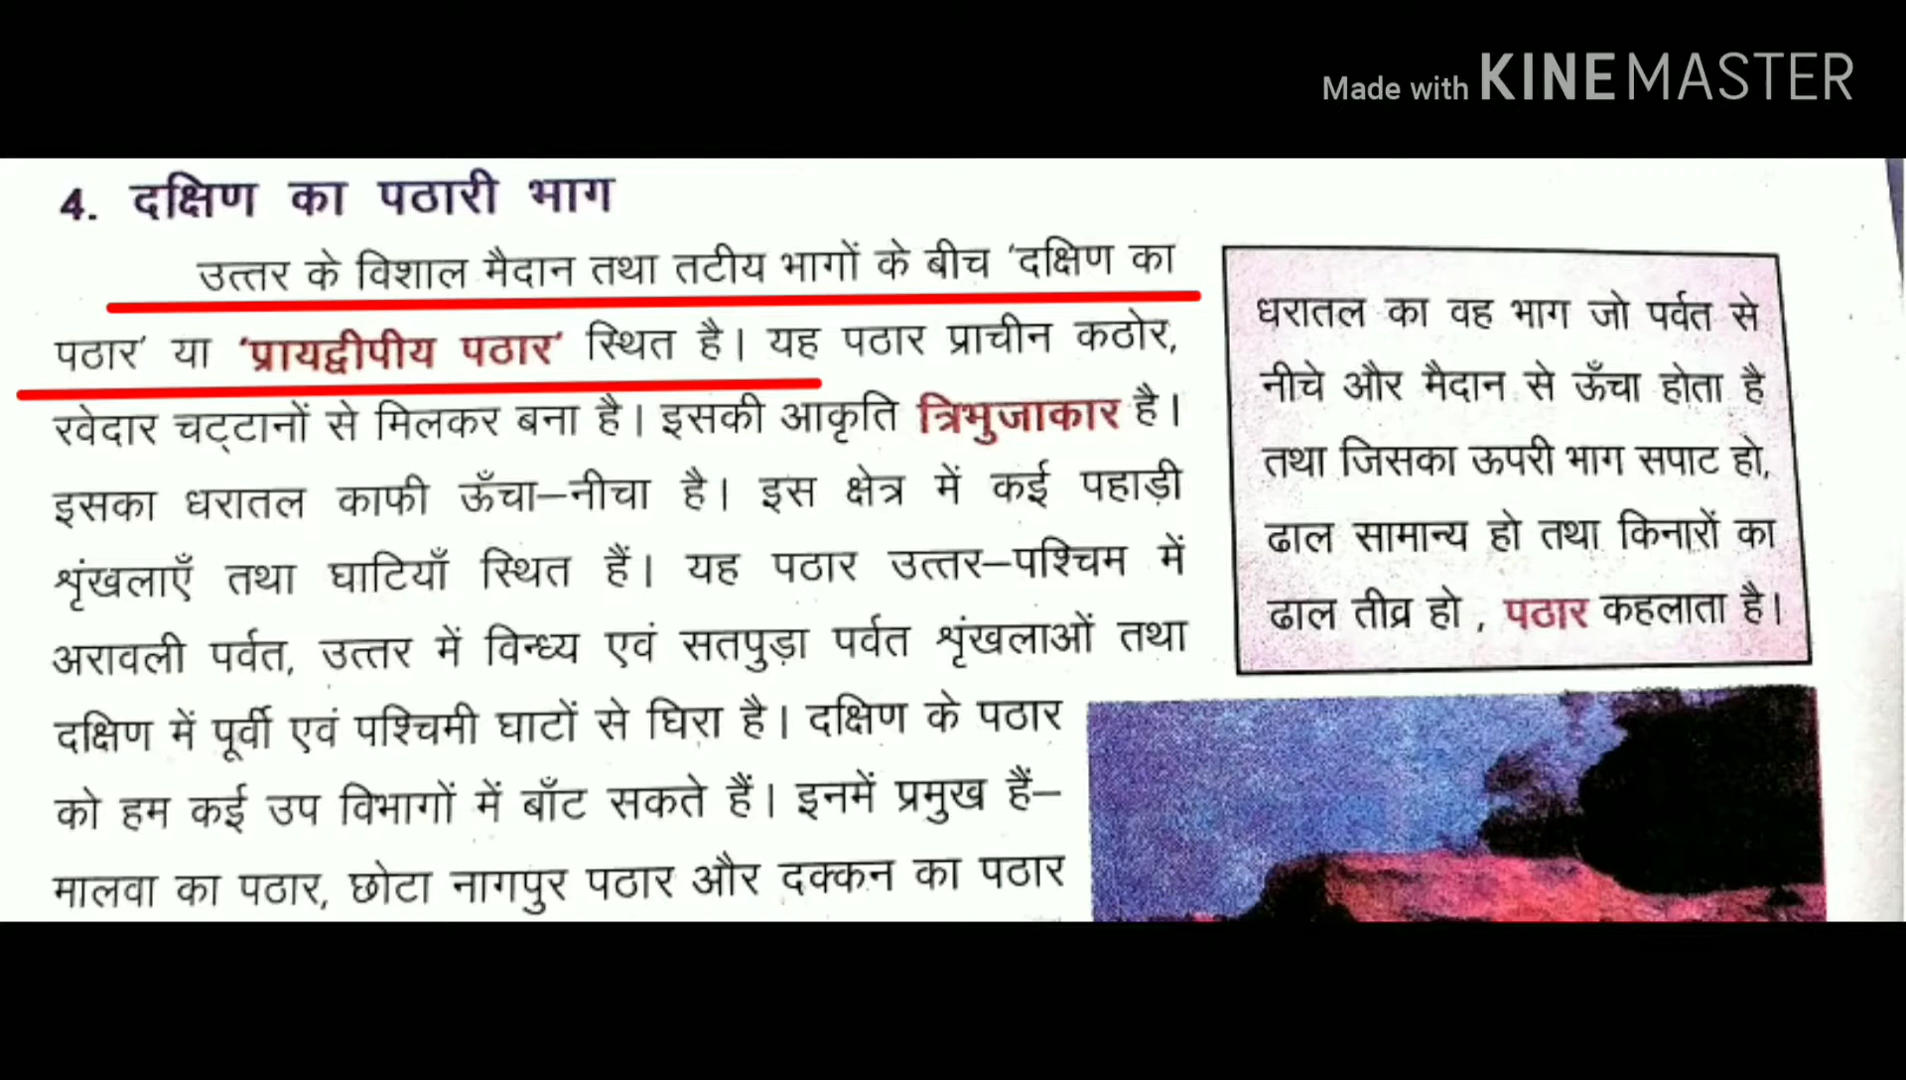 Made with KINEMASTER
4. दक्षिण का पठारी भाग
उत्तर के विशाल मैदान तथा तटीय भागों के बीच 'दक्षिण का
पठार' या 'प्रायद्वीपीय पठार' स्थित है। यह पठार प्राचीन कठोर,
रवेदार चट्टानों से मिलकर बना है। इसकी आकृति त्रिभुजाकार है।
इसका धरातल काफी ऊँचा–नीचा है। इस क्षेत्र में कई पहाड़ी
शृंखलाएँ तथा घाटियाँ स्थित हैं। यह पठार उत्तर–पश्चिम में
अरावली पर्वत, उत्तर में विन्ध्य एवं सतपुड़ा पर्वत शृंखलाओं तथा
दक्षिण में पूर्वी एवं पश्चिमी घाटों से घिरा है। दक्षिण के पठार
को हम कई उप विभागों में बाँट सकते हैं। इनमें प्रमुख हैं–
मालवा का पठार, छोटा नागपुर पठार और दक्कन का पठार
धरातल का वह भाग जो पर्वत से
नीचे और मैदान से ऊँचा होता है
तथा जिसका ऊपरी भाग सपाट हो,
ढाल सामान्य हो तथा किनारों का
ढाल तीव्र हो , पठार कहलाता है।